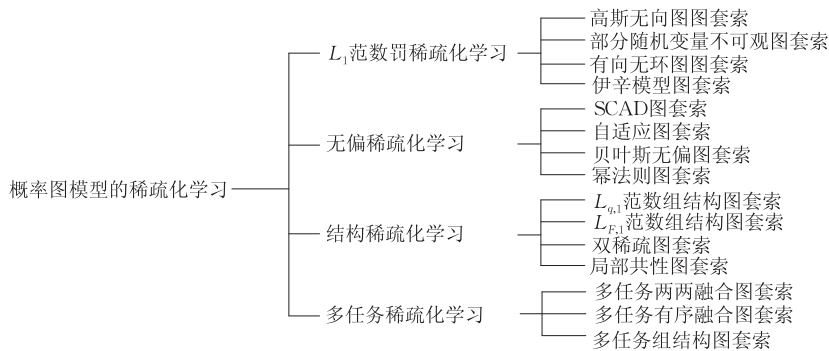 概率图模型的稀疏化学习
L₁范数罚稀疏化学习
高斯无向图图套索
部分随机变量不可观图套索
有向无环图图套索
伊辛模型图套索
无偏稀疏化学习
SCAD图套索
自适应图套索
贝叶斯无偏图套索
幂法则图套索
结构稀疏化学习
L_{q,1}范数组结构图套索
L_{F,1}范数组结构图套索
双稀疏图套索
局部共性图套索
多任务稀疏化学习
多任务两两融合图套索
多任务有序融合图套索
多任务组结构图套索